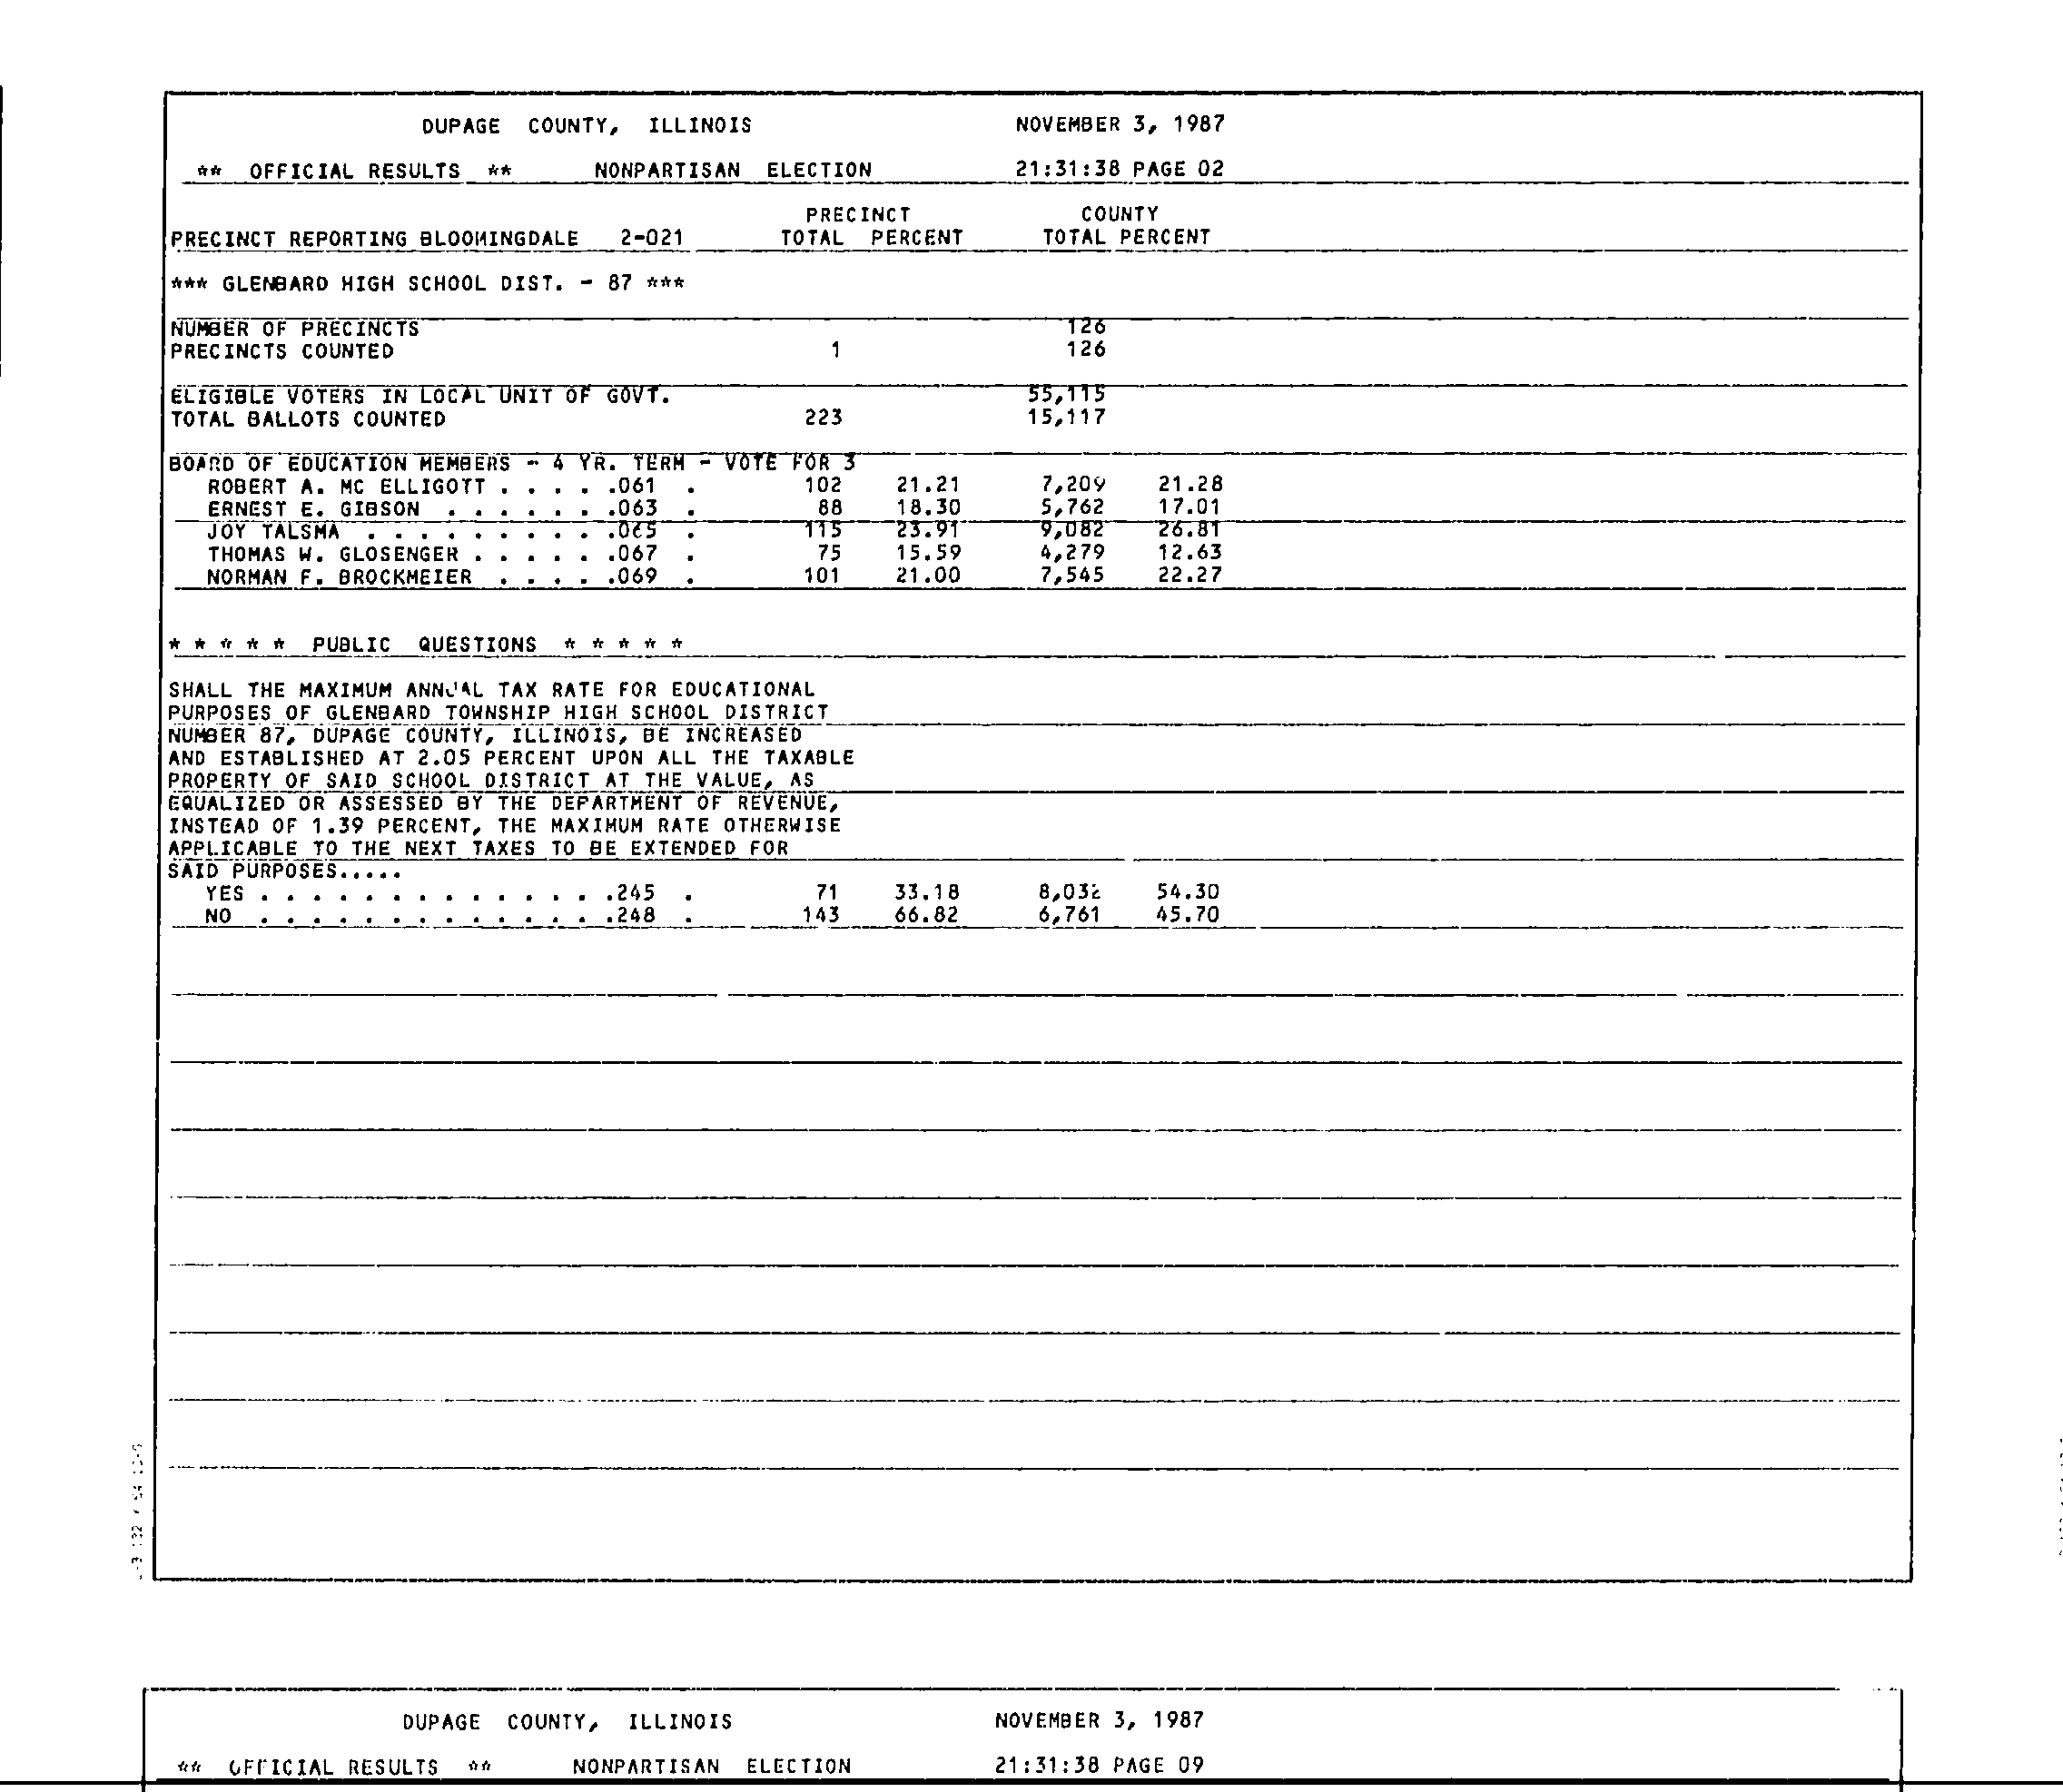 DUPAGE COUNTY, ILLINOIS NOVEMBER 3, 1987
** OFFICIAL RESULTS ** NONPARTISAN ELECTION 21:31:38 PAGE 02
PRECINCT COUNTY
PRECINCT REPORTING BLOOMINGDALE 2-021 TOTAL PERCENT TOTAL PERCENT
*** GLENBARD HIGH SCHOOL DIST. - 87 ***
NUMBER OF PRECINCTS 126
PRECINCTS COUNTED 1 126
ELIGIBLE VOTERS IN LOCAL UNIT OF GOVT. 55,115
TOTAL BALLOTS COUNTED 223 15,117
BOARD OF EDUCATION MEMBERS - 4 YR. TERM - VOTE FOR 3
ROBERT A. MC ELLIGOTT . . . . .061 . 102 21.21 7,209 21.28
ERNEST E. GIBSON . . . . . . .063 . 88 18.30 5,762 17.01
JOY TALSMA . . . . . . . . . .065 . 115 23.91 9,082 26.81
THOMAS W. GLOSENGER . . . . . .067 . 75 15.59 4,279 12.63
NORMAN F. BROCKMEIER . . . . .069 . 101 21.00 7,545 22.27
* * * * * PUBLIC QUESTIONS * * * * *
SHALL THE MAXIMUM ANNUAL TAX RATE FOR EDUCATIONAL
PURPOSES OF GLENBARD TOWNSHIP HIGH SCHOOL DISTRICT
NUMBER 87, DUPAGE COUNTY, ILLINOIS, BE INCREASED
AND ESTABLISHED AT 2.05 PERCENT UPON ALL THE TAXABLE
PROPERTY OF SAID SCHOOL DISTRICT AT THE VALUE, AS
EQUALIZED OR ASSESSED BY THE DEPARTMENT OF REVENUE,
INSTEAD OF 1.39 PERCENT, THE MAXIMUM RATE OTHERWISE
APPLICABLE TO THE NEXT TAXES TO BE EXTENDED FOR
SAID PURPOSES.....
YES . . . . . . . . . . . . . .245 . 71 33.18 8,032 54.30
NO . . . . . . . . . . . . . .248 . 143 66.82 6,761 45.70
DUPAGE COUNTY, ILLINOIS NOVEMBER 3, 1987
** OFFICIAL RESULTS ** NONPARTISAN ELECTION 21:31:38 PAGE 09